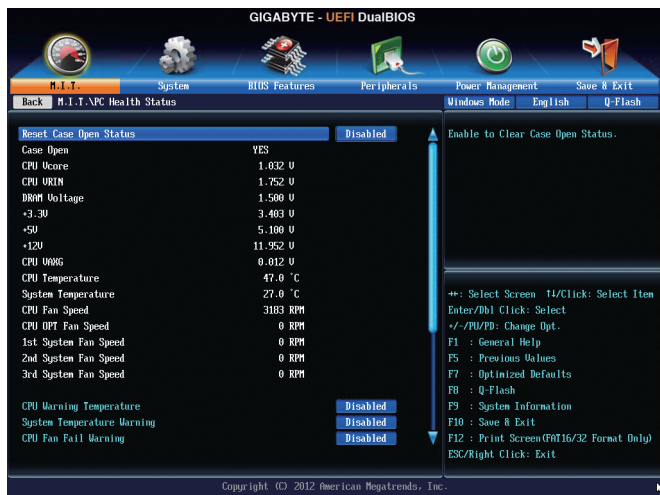 GIGABYTE - UEFI DualBIOS
M.I.T. System BIOS Features Peripherals Power Management Save & Exit
Back M.I.T.\PC Health Status Windows Mode English Q-Flash
Reset Case Open Status Disabled
Case Open YES
CPU Vcore 1.032 V
CPU VRIN 1.752 V
DRAM Voltage 1.500 V
+3.3V 3.403 V
+5V 5.100 V
+12V 11.952 V
CPU VAXG 0.012 V
CPU Temperature 47.0 °C
System Temperature 27.0 °C
CPU Fan Speed 3183 RPM
CPU OPT Fan Speed 0 RPM
1st System Fan Speed 0 RPM
2nd System Fan Speed 0 RPM
3rd System Fan Speed 0 RPM
CPU Warning Temperature Disabled
System Temperature Warning Disabled
CPU Fan Fail Warning Disabled
Enable to Clear Case Open Status.
→←: Select Screen ↑↓/Click: Select Item
Enter/Dbl Click: Select
+/-/PU/PD: Change Opt.
F1 : General Help
F5 : Previous Values
F7 : Optimized Defaults
F8 : Q-Flash
F9 : System Information
F10 : Save & Exit
F12 : Print Screen(FAT16/32 Format Only)
ESC/Right Click: Exit
Copyright (C) 2012 American Megatrends, Inc.